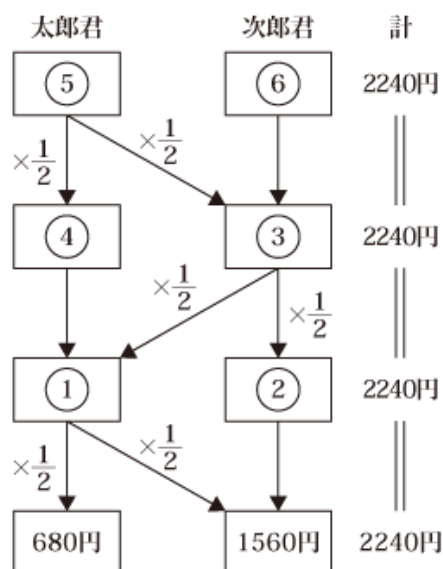 太郎君 次郎君 計
⑤ ⑥ 2240円
×1/2 ×1/2
④ ③ 2240円
×1/2 ×1/2
① ② 2240円
×1/2 ×1/2
680円 1560円 2240円